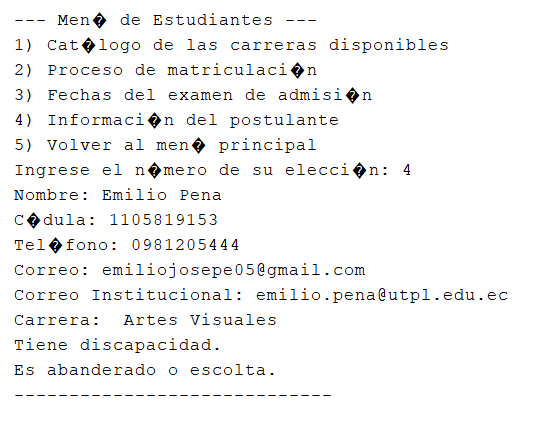 --- Men� de Estudiantes ---
1) Cat�logo de las carreras disponibles
2) Proceso de matriculaci�n
3) Fechas del examen de admisi�n
4) Informaci�n del postulante
5) Volver al men� principal
Ingrese el n�mero de su elecci�n: 4
Nombre: Emilio Pena
C�dula: 1105819153
Tel�fono: 0981205444
Correo: emiliojosepe05@gmail.com
Correo Institucional: emilio.pena@utpl.edu.ec
Carrera:  Artes Visuales
Tiene discapacidad.
Es abanderado o escolta.
-----------------------------